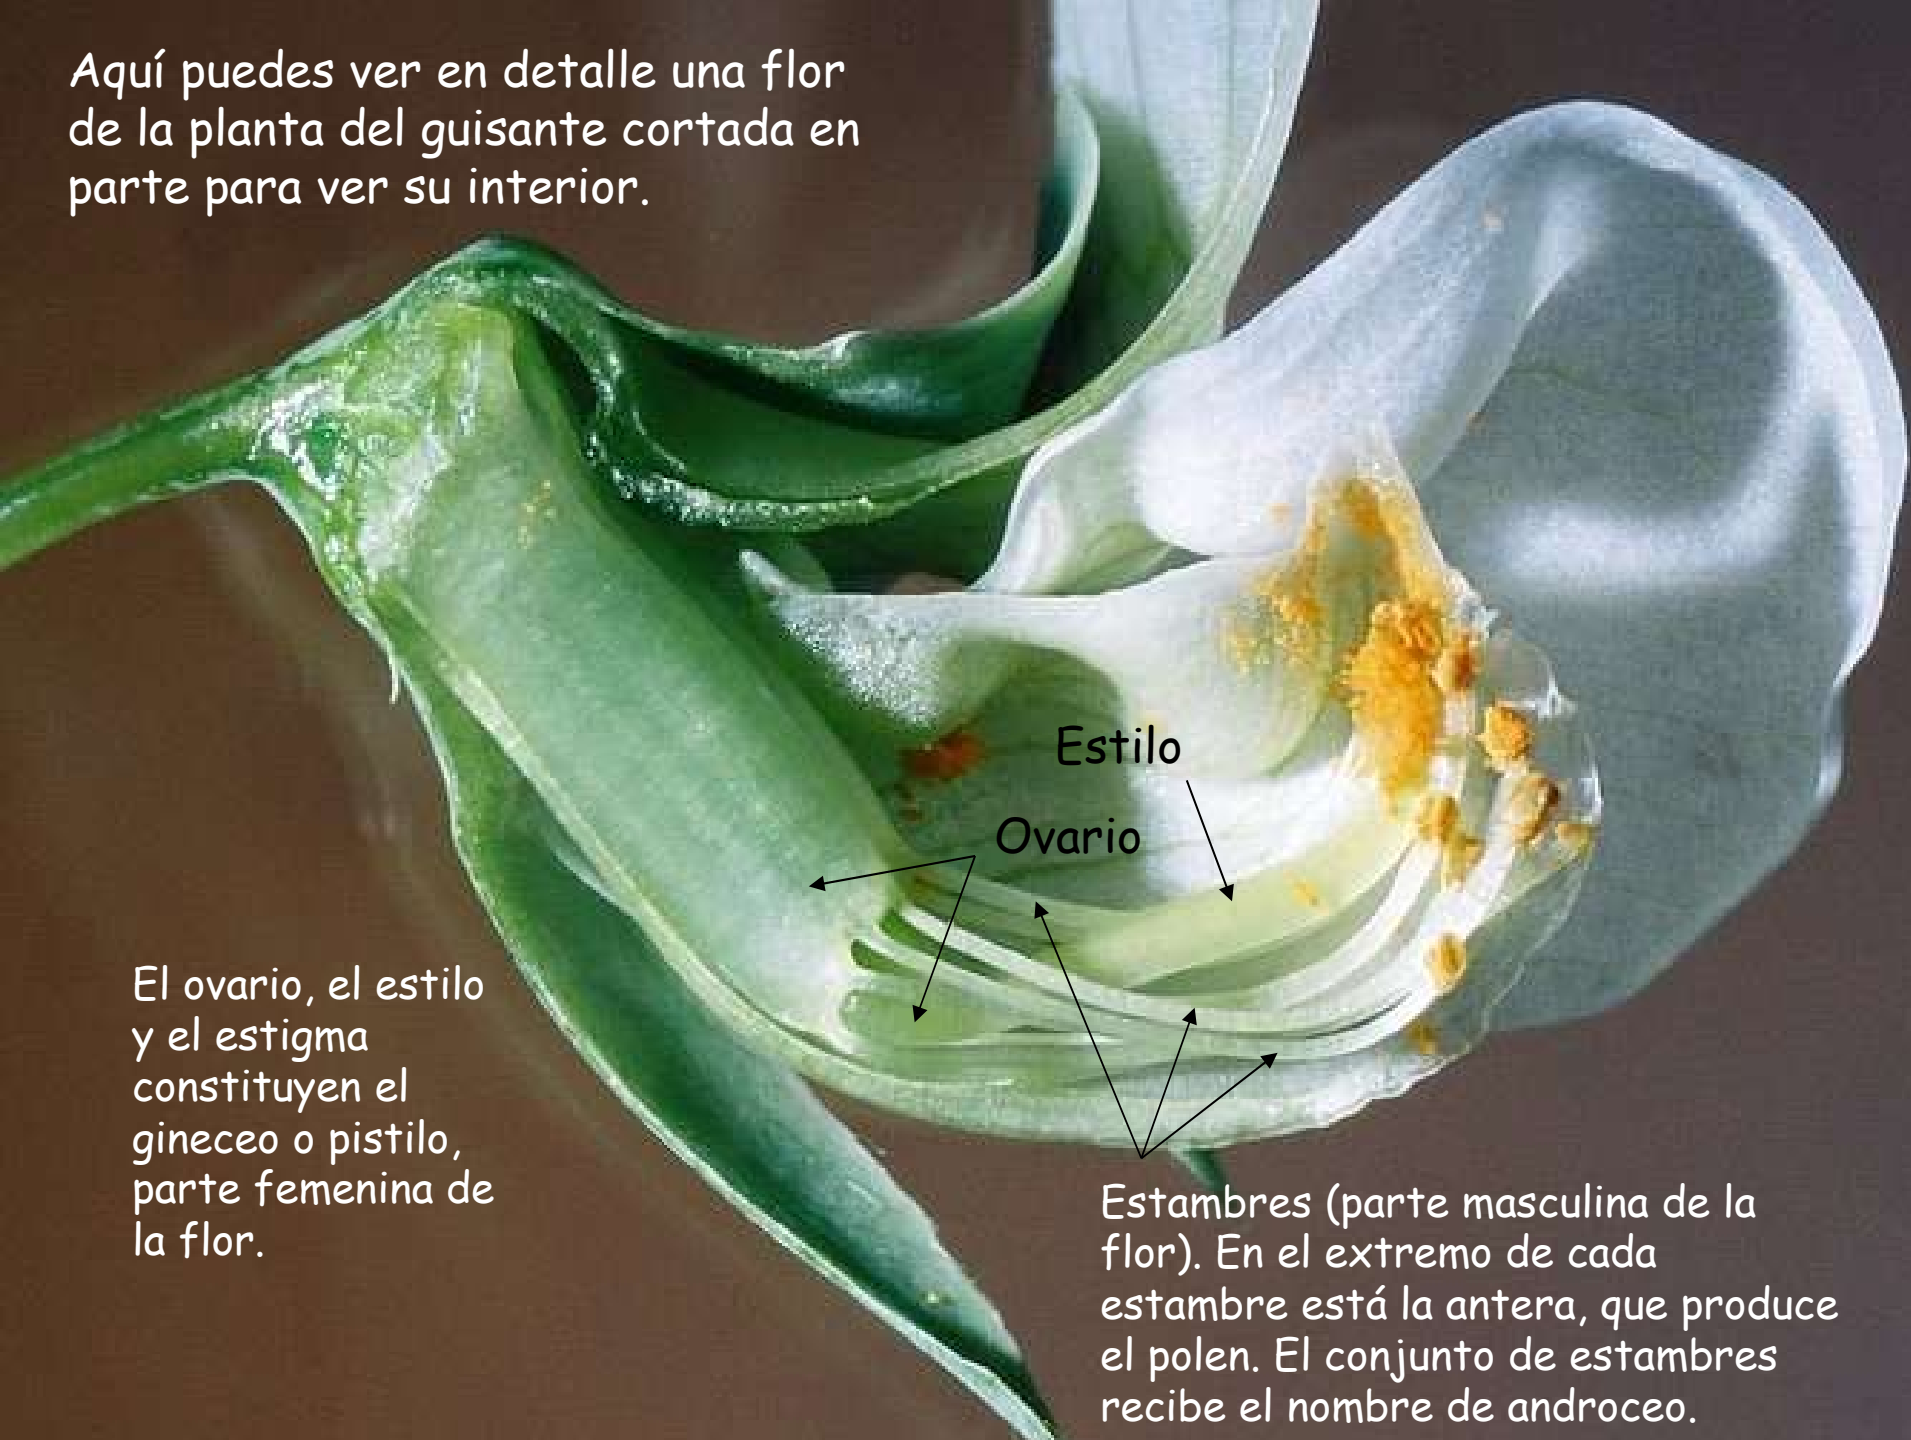 Aquí puedes ver en detalle una flor
de la planta del guisante cortada en
parte para ver su interior.
Estilo
Ovario
El ovario, el estilo
y el estigma
constituyen el
gineceo o pistilo,
parte femenina de
la flor.
Estambres (parte masculina de la
flor). En el extremo de cada
estambre está la antera, que produce
el polen. El conjunto de estambres
recibe el nombre de androceo.